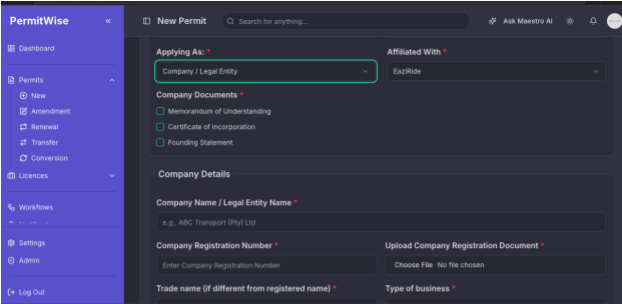 PermitWise «
New Permit
Search for anything...
Ask Maestro AI
Dashboard
Permits
New
Amendment
Renewal
Transfer
Conversion
Licences
Workflows
Settings
Admin
Log Out
Applying As: * Affiliated With *
Company / Legal Entity EaziRide
Company Documents *
Memorandum of Understanding
Certificate of Incorporation
Founding Statement
Company Details
Company Name / Legal Entity Name *
e.g., ABC Transport (Pty) Ltd
Company Registration Number * Upload Company Registration Document *
Enter Company Registration Number Choose File No file chosen
Trade name (if different from registered name) * Type of business *